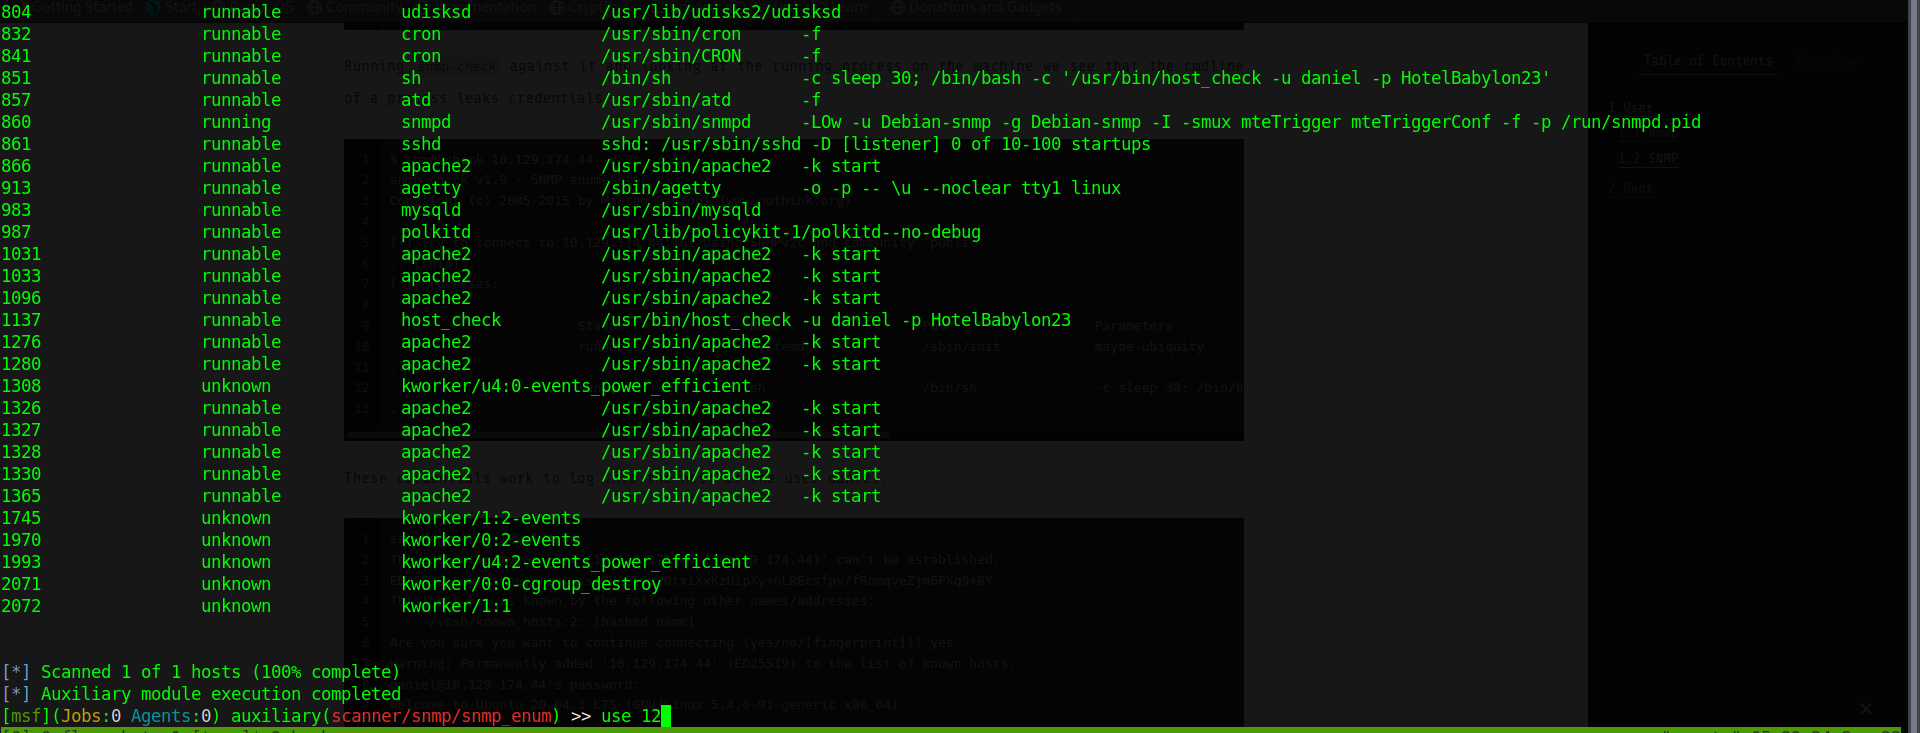 804 runnable udisksd /usr/lib/udisks2/udisksd
832 runnable cron /usr/sbin/cron -f
841 runnable cron /usr/sbin/CRON -f
851 runnable sh /bin/sh -c sleep 30; /bin/bash -c '/usr/bin/host_check -u daniel -p HotelBabylon23'
857 runnable atd /usr/sbin/atd -f
860 running snmpd /usr/sbin/snmpd -LOw -u Debian-snmp -g Debian-snmp -I -smux mteTrigger mteTriggerConf -f -p /run/snmpd.pid
861 runnable sshd sshd: /usr/sbin/sshd -D [listener] 0 of 10-100 startups
866 runnable apache2 /usr/sbin/apache2 -k start
913 runnable agetty /sbin/agetty -o -p -- \u --noclear tty1 linux
983 runnable mysqld /usr/sbin/mysqld
987 runnable polkitd /usr/lib/policykit-1/polkitd--no-debug
1031 runnable apache2 /usr/sbin/apache2 -k start
1033 runnable apache2 /usr/sbin/apache2 -k start
1096 runnable apache2 /usr/sbin/apache2 -k start
1137 runnable host_check /usr/bin/host_check -u daniel -p HotelBabylon23
1276 runnable apache2 /usr/sbin/apache2 -k start
1280 runnable apache2 /usr/sbin/apache2 -k start
1308 unknown kworker/u4:0-events_power_efficient
1326 runnable apache2 /usr/sbin/apache2 -k start
1327 runnable apache2 /usr/sbin/apache2 -k start
1328 runnable apache2 /usr/sbin/apache2 -k start
1330 runnable apache2 /usr/sbin/apache2 -k start
1365 runnable apache2 /usr/sbin/apache2 -k start
1745 unknown kworker/1:2-events
1970 unknown kworker/0:2-events
1993 unknown kworker/u4:2-events_power_efficient
2071 unknown kworker/0:0-cgroup_destroy
2072 unknown kworker/1:1
[*] Scanned 1 of 1 hosts (100% complete)
[*] Auxiliary module execution completed
[msf](Jobs:0 Agents:0) auxiliary(scanner/snmp/snmp_enum) >> use 12
Table of Contents
1 User
1.2 SNMP
2 Root